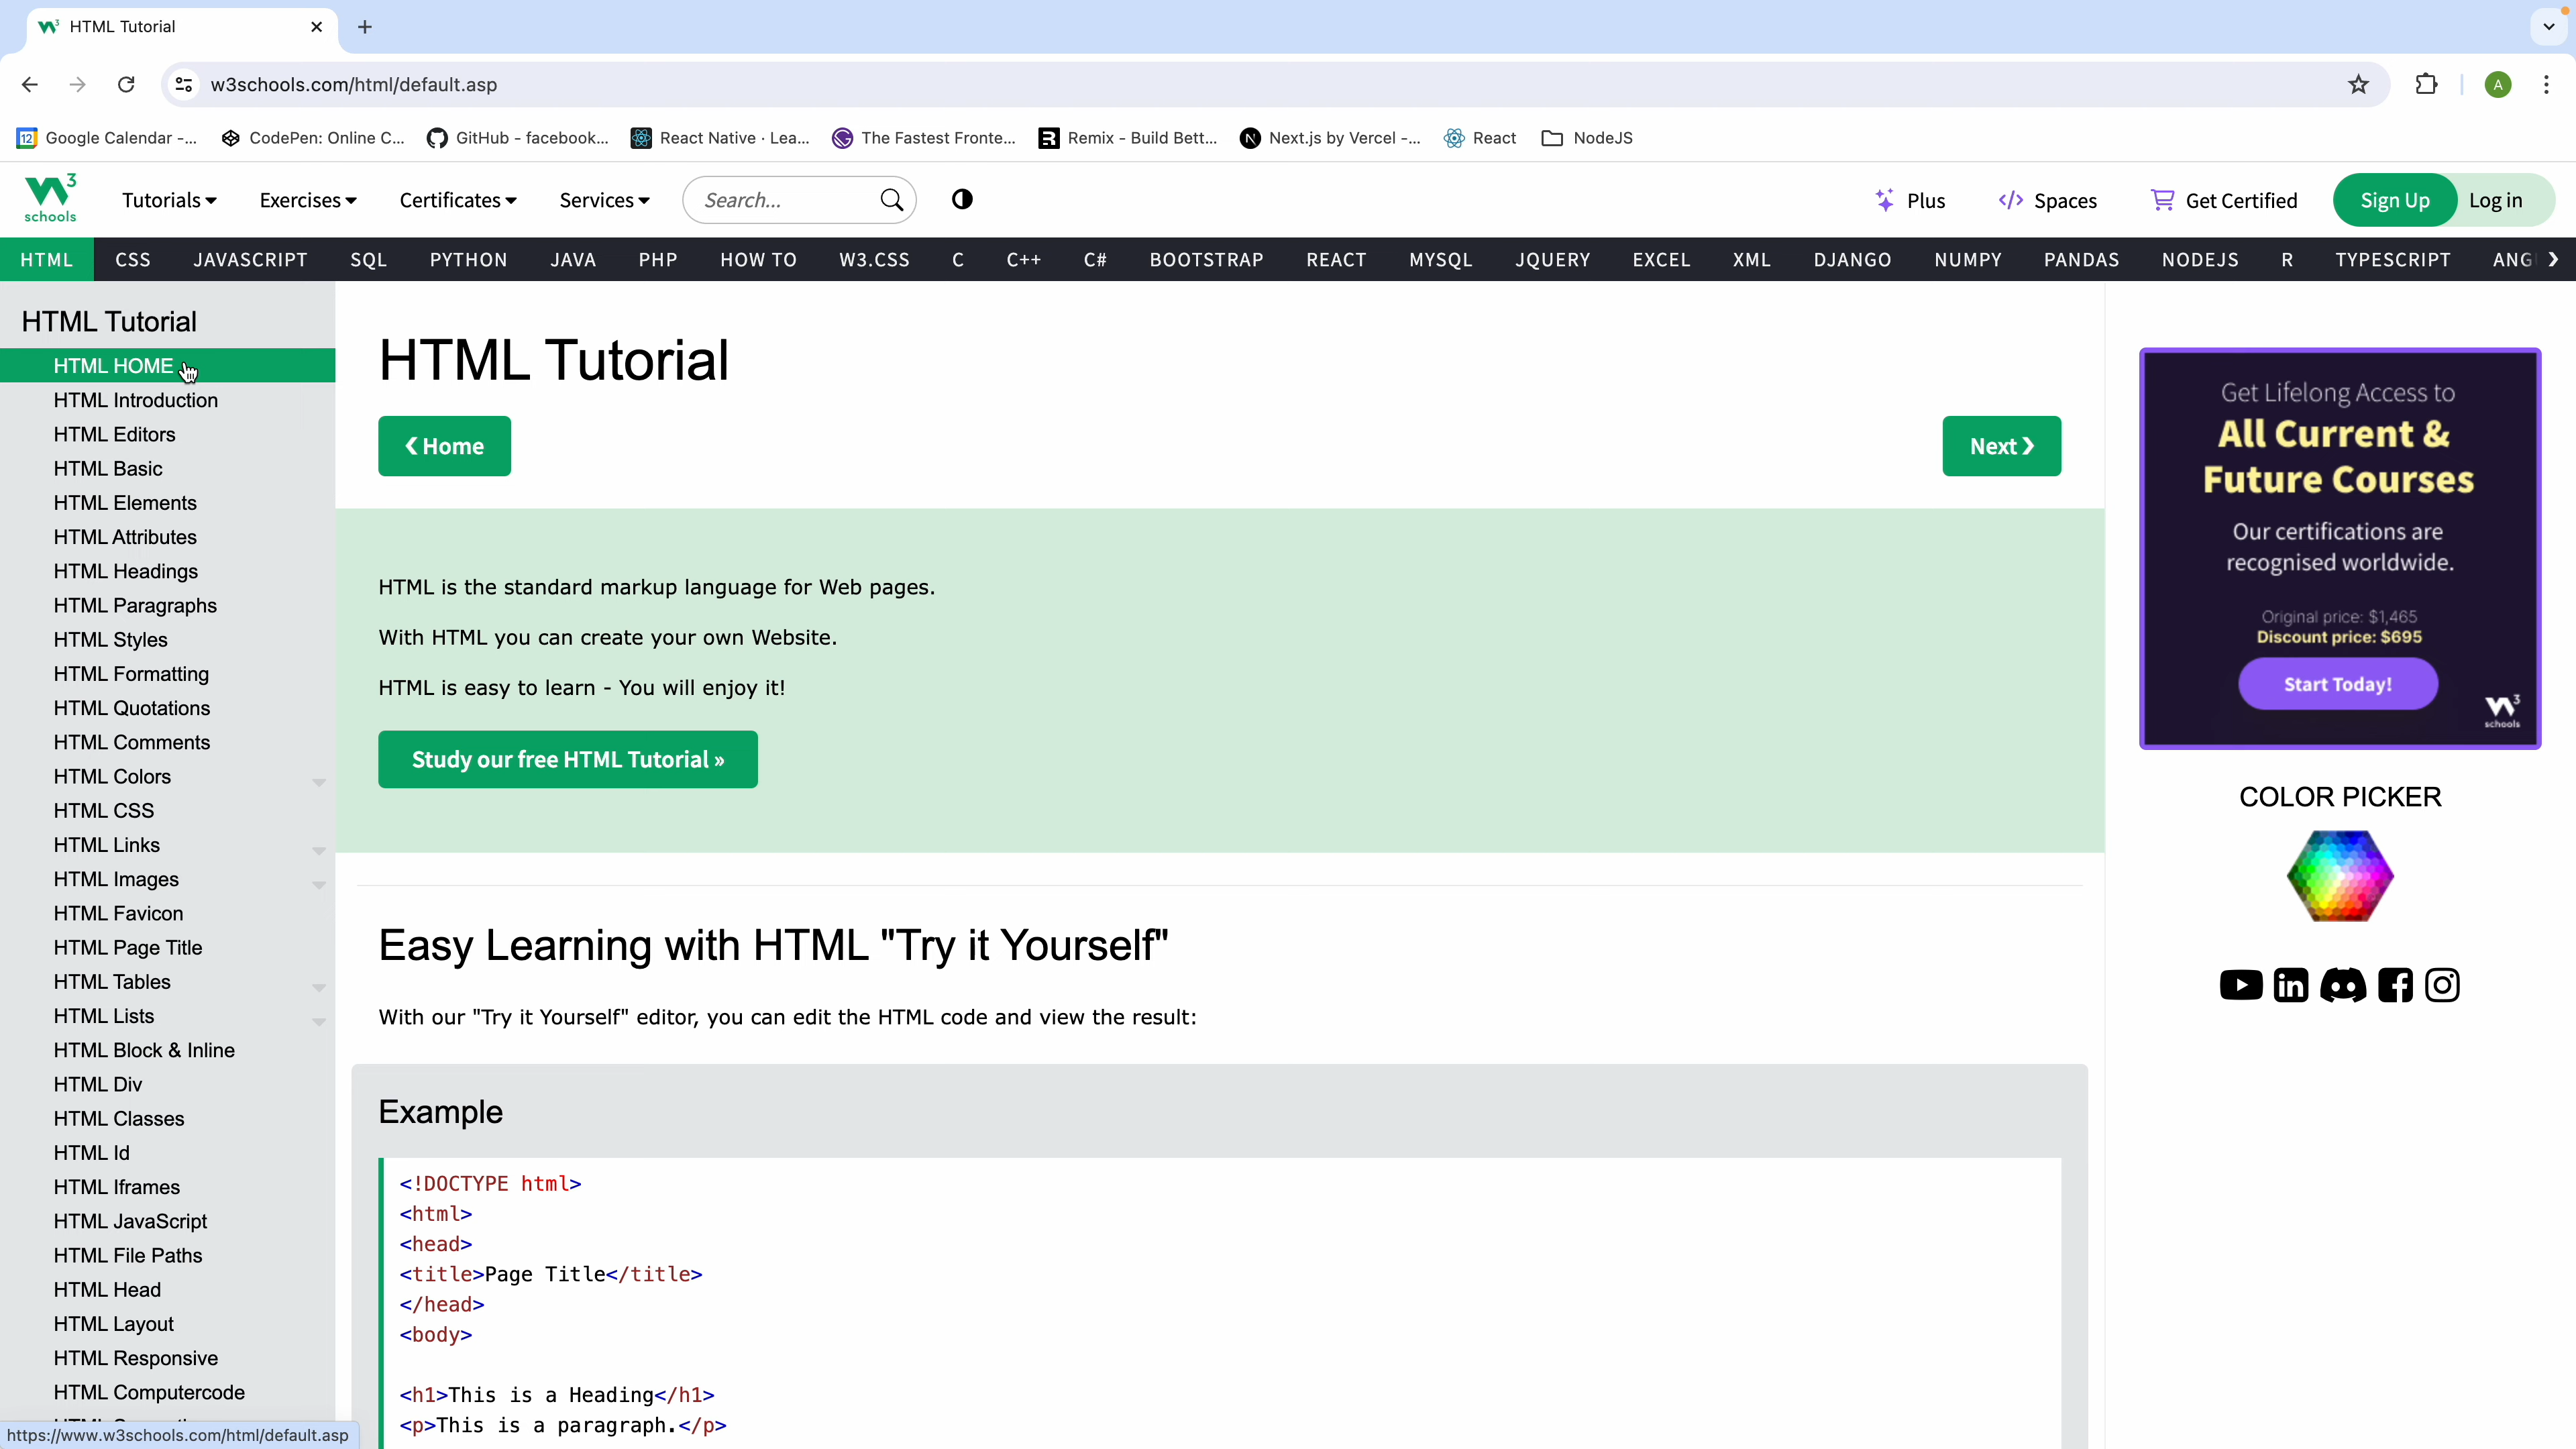 HTML Tutorial
w3schools.com/html/default.asp
A
12 Google Calendar -...
CodePen: Online C...
GitHub - facebook...
React Native · Lea...
The Fastest Fronte...
Remix - Build Bett...
N Next.js by Vercel -...
React
NodeJS
W3 schools
Tutorials
Exercises
Certificates
Services
Search...
Plus
Spaces
Get Certified
Sign Up
Log in
HTML CSS JAVASCRIPT SQL PYTHON JAVA PHP HOW TO W3.CSS C C++ C# BOOTSTRAP REACT MYSQL JQUERY EXCEL XML DJANGO NUMPY PANDAS NODEJS R TYPESCRIPT ANG
HTML Tutorial
HTML HOME
HTML Introduction
HTML Editors
HTML Basic
HTML Elements
HTML Attributes
HTML Headings
HTML Paragraphs
HTML Styles
HTML Formatting
HTML Quotations
HTML Comments
HTML Colors
HTML CSS
HTML Links
HTML Images
HTML Favicon
HTML Page Title
HTML Tables
HTML Lists
HTML Block & Inline
HTML Div
HTML Classes
HTML Id
HTML Iframes
HTML JavaScript
HTML File Paths
HTML Head
HTML Layout
HTML Responsive
HTML Computercode
https://www.w3schools.com/html/default.asp
HTML Tutorial
❮ Home
Next ❯
HTML is the standard markup language for Web pages.
With HTML you can create your own Website.
HTML is easy to learn - You will enjoy it!
Study our free HTML Tutorial »
Easy Learning with HTML "Try it Yourself"
With our "Try it Yourself" editor, you can edit the HTML code and view the result:
Example
<!DOCTYPE html>
<html>
<head>
<title>Page Title</title>
</head>
<body>
<h1>This is a Heading</h1>
<p>This is a paragraph.</p>
Get Lifelong Access to
All Current &
Future Courses
Our certifications are
recognised worldwide.
Original price: $1,465
Discount price: $695
Start Today!
W3 schools
COLOR PICKER
in